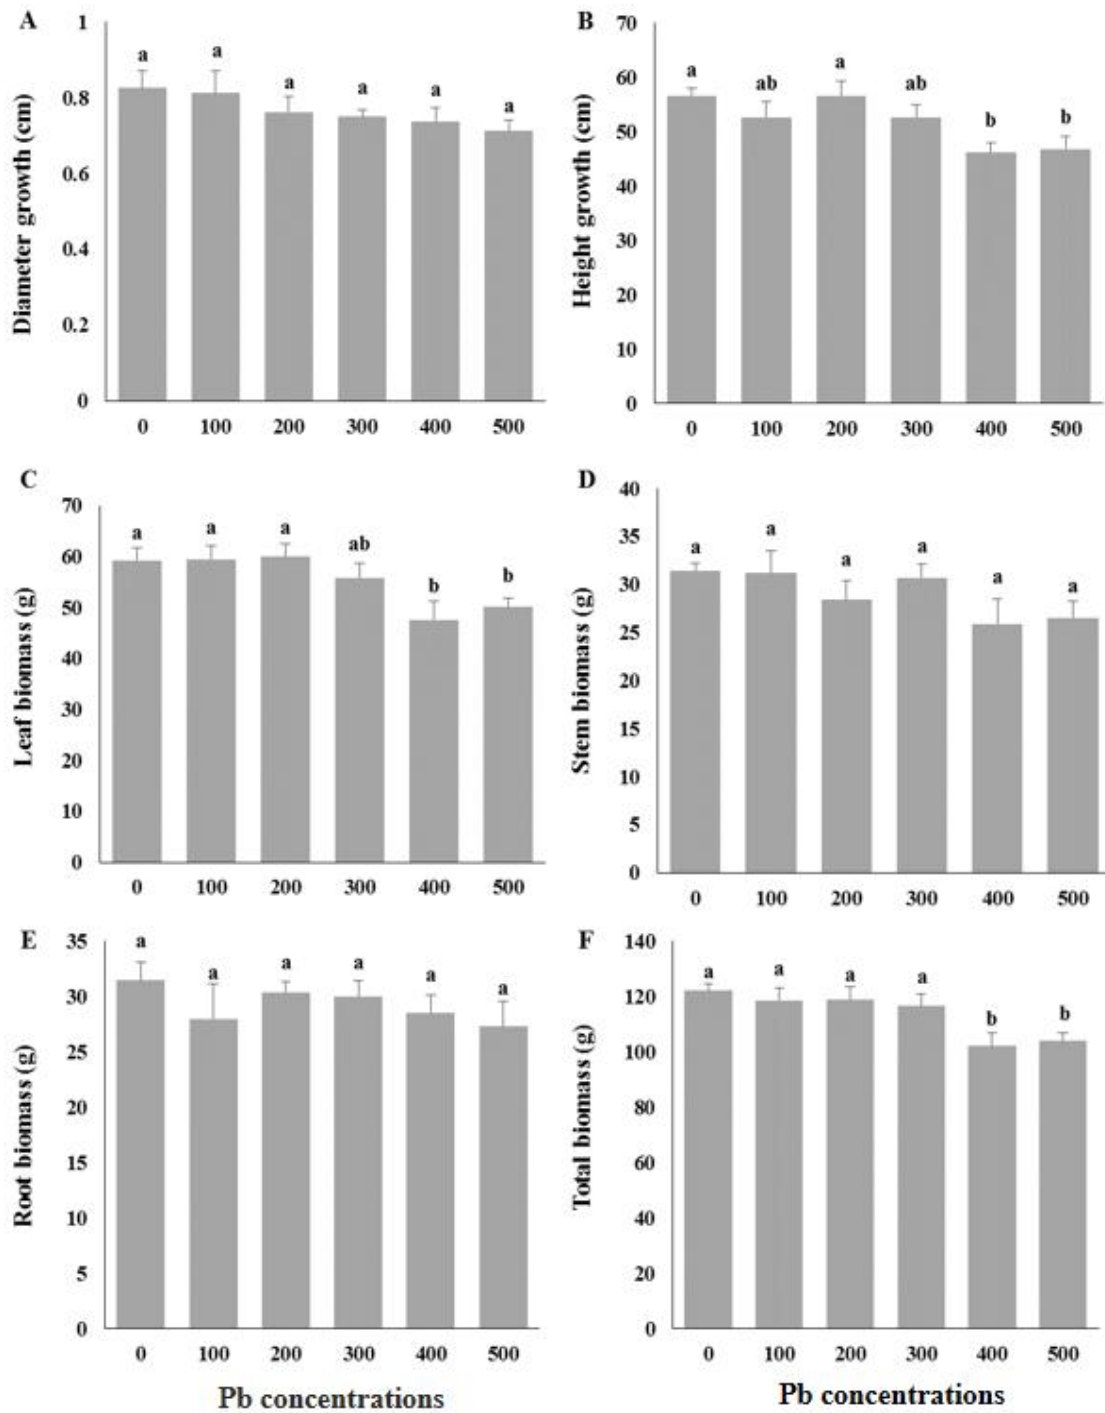 A
Diameter growth (cm)
1
0.8
0.6
0.4
0.2
0
a a a a a a
0 100 200 300 400 500
B
Height growth (cm)
70
60
50
40
30
20
10
0
a ab a ab b b
0 100 200 300 400 500
C
Leaf biomass (g)
70
60
50
40
30
20
10
0
a a a ab b b
0 100 200 300 400 500
D
Stem biomass (g)
40
35
30
25
20
15
10
5
0
a a a a a a
0 100 200 300 400 500
E
Root biomass (g)
35
30
25
20
15
10
5
0
a a a a a a
0 100 200 300 400 500
Pb concentrations
F
Total biomass (g)
140
120
100
80
60
40
20
0
a a a a b b
0 100 200 300 400 500
Pb concentrations